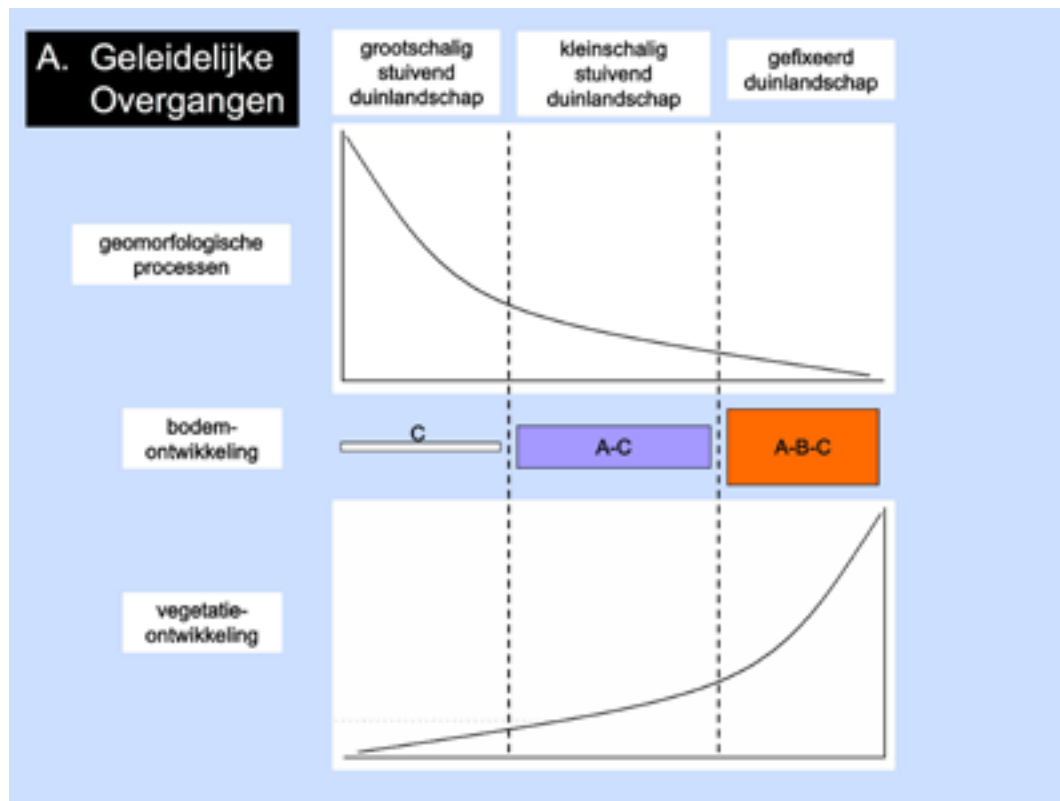 A. Geleidelijke
Overgangen
grootschalig
stuivend
duinlandschap
kleinschalig
stuivend
duinlandschap
gefixeerd
duinlandschap
geomorfologische
processen
bodem-
ontwikkeling
C
A-C
A-B-C
vegetatie-
ontwikkeling